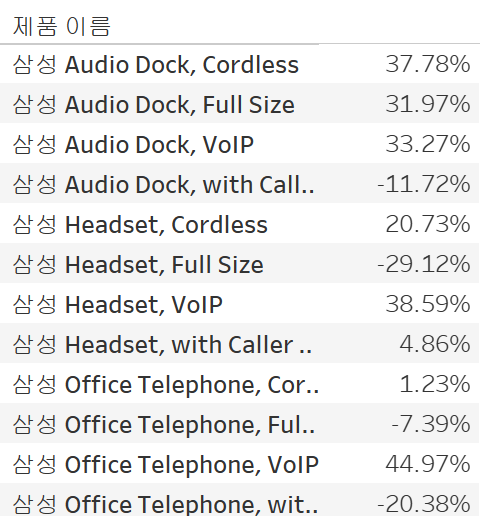 제품 이름
삼성 Audio Dock, Cordless 37.78%
삼성 Audio Dock, Full Size 31.97%
삼성 Audio Dock, VoIP 33.27%
삼성 Audio Dock, with Call.. -11.72%
삼성 Headset, Cordless 20.73%
삼성 Headset, Full Size -29.12%
삼성 Headset, VoIP 38.59%
삼성 Headset, with Caller .. 4.86%
삼성 Office Telephone, Cor.. 1.23%
삼성 Office Telephone, Ful.. -7.39%
삼성 Office Telephone, VoIP 44.97%
삼성 Office Telephone, wit.. -20.38%